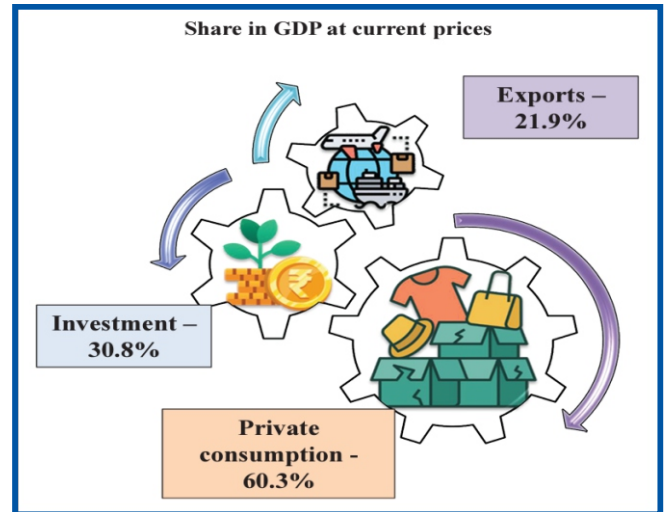 Share in GDP at current prices
Exports –
21.9%
₹
Investment –
30.8%
Private
consumption -
60.3%